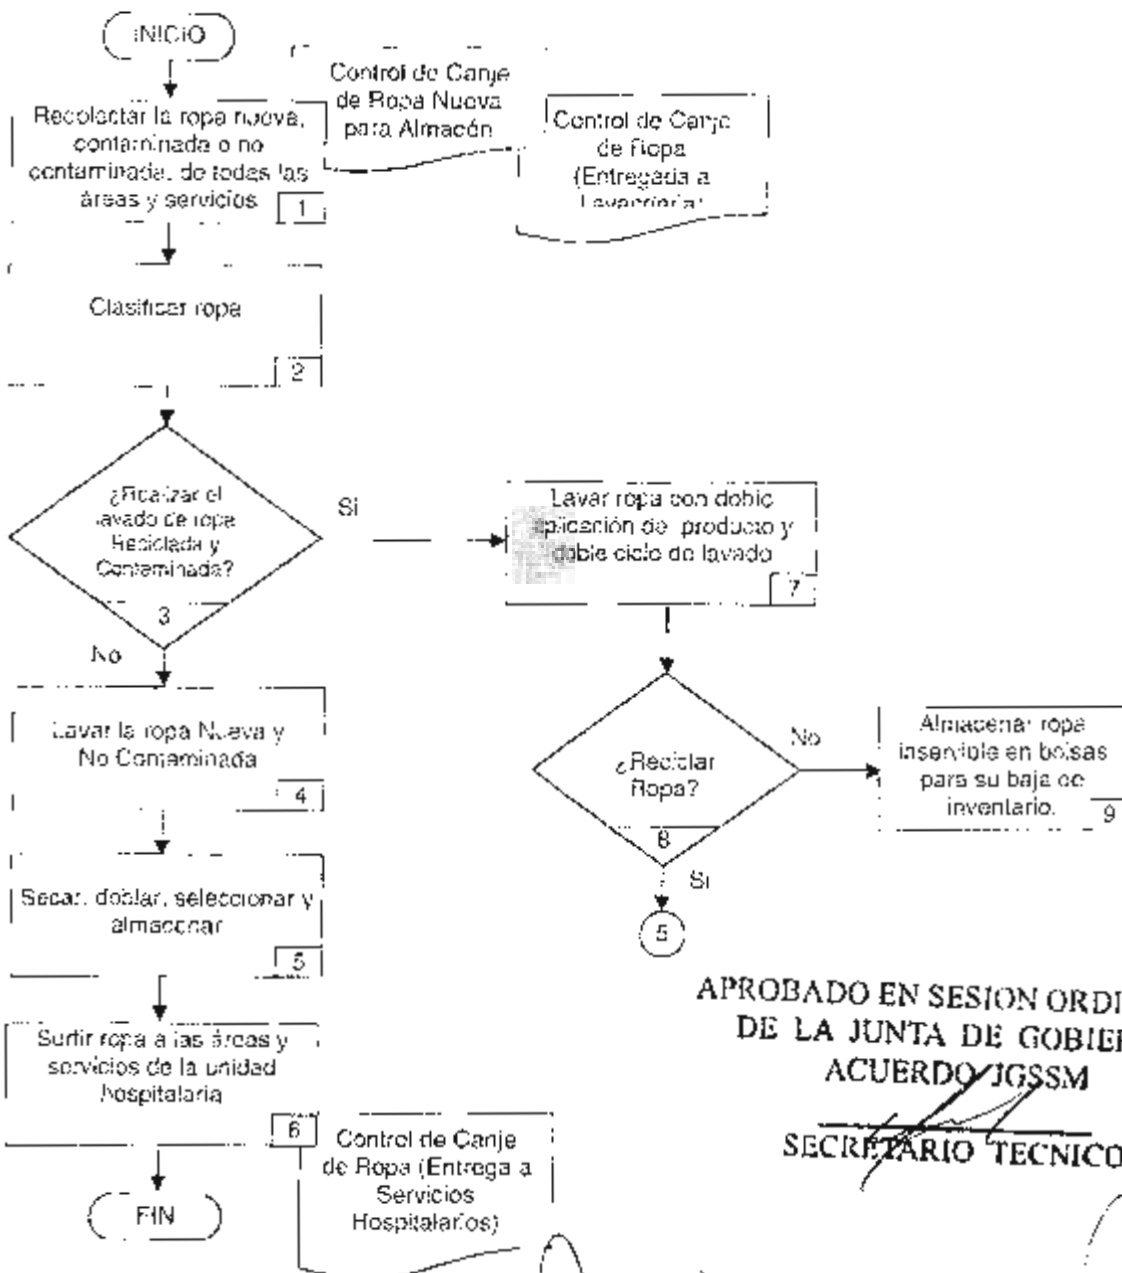 INICIO
Recolectar la ropa nueva,
contaminada o no
contaminada, de todas las
áreas y servicios
1
Control de Canje
de Ropa Nueva
para Almacén
Control de Canje
de Ropa
(Entregada a
Lavandería)
Clasificar ropa
2
¿Realizar el
lavado de ropa
Reciclada y
Contaminada?
3
Si
No
Lavar ropa con doble
aplicación de producto y
doble ciclo de lavado
7
Lavar la ropa Nueva y
No Contaminada
4
¿Reciclar
Ropa?
8
No
Si
Almacenar ropa
inservible en bolsas
para su baja de
inventario.
9
5
Secar, doblar, seleccionar y
almacenar
5
Surtir ropa a las áreas y
servicios de la unidad
hospitalaria
6
Control de Canje
de Ropa (Entrega a
Servicios
Hospitalarios)
FIN
APROBADO EN SESION ORDI
DE LA JUNTA DE GOBIE
ACUERDO JGSSM
SECRETARIO TECNICO